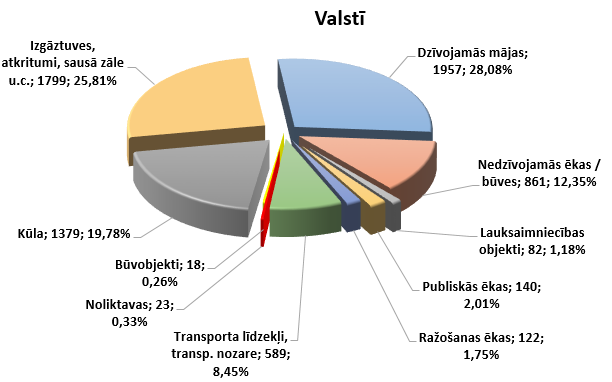 Valstī
Izgāztuves,
atkritumi, sausā zāle
u.c.; 1799; 25,81%
Dzīvojamās mājas;
1957; 28,08%
Nedzīvojamās ēkas /
būves; 861; 12,35%
Kūla; 1379; 19,78%
Lauksaimniecības
objekti; 82; 1,18%
Būvobjekti; 18;
0,26%
Publiskās ēkas; 140;
2,01%
Noliktavas; 23;
0,33%
Ražošanas ēkas; 122;
1,75%
Transporta līdzekļi,
transp. nozare; 589;
8,45%